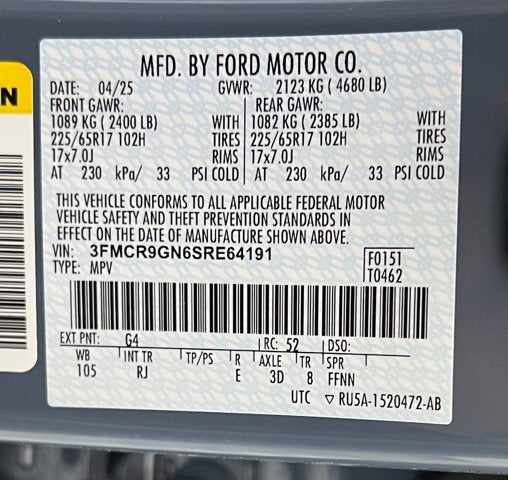 MFD. BY FORD MOTOR CO.
DATE: 04/25 GVWR: 2123 KG ( 4680 LB)
FRONT GAWR: REAR GAWR:
1089 KG ( 2400 LB) WITH 1082 KG ( 2385 LB) WITH
225/65R17 102H TIRES 225/65R17 102H TIRES
17x7.0J RIMS 17x7.0J RIMS
AT 230 kPa/ 33 PSI COLD AT 230 kPa/ 33 PSI COLD
THIS VEHICLE CONFORMS TO ALL APPLICABLE FEDERAL MOTOR
VEHICLE SAFETY AND THEFT PREVENTION STANDARDS IN
EFFECT ON THE DATE OF MANUFACTURE SHOWN ABOVE.
VIN: 3FMCR9GN6SRE64191 F0151
TYPE: MPV T0462
EXT PNT: G4 RC: 52 DSO:
WB INT TR TP/PS R AXLE TR SPR
105 RJ E 3D 8 FFNN
UTC ▽ RU5A-1520472-AB
N